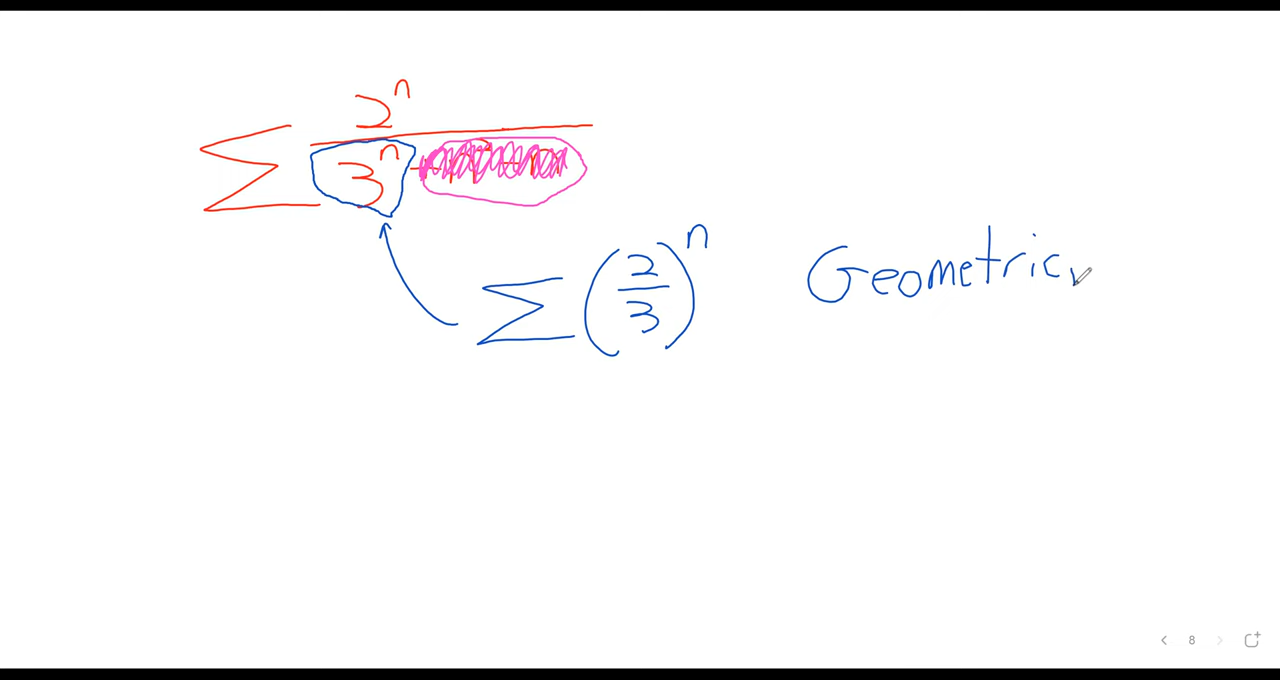 ∑ 2^n / 3^n
∑ (2/3)^n Geometric,
8